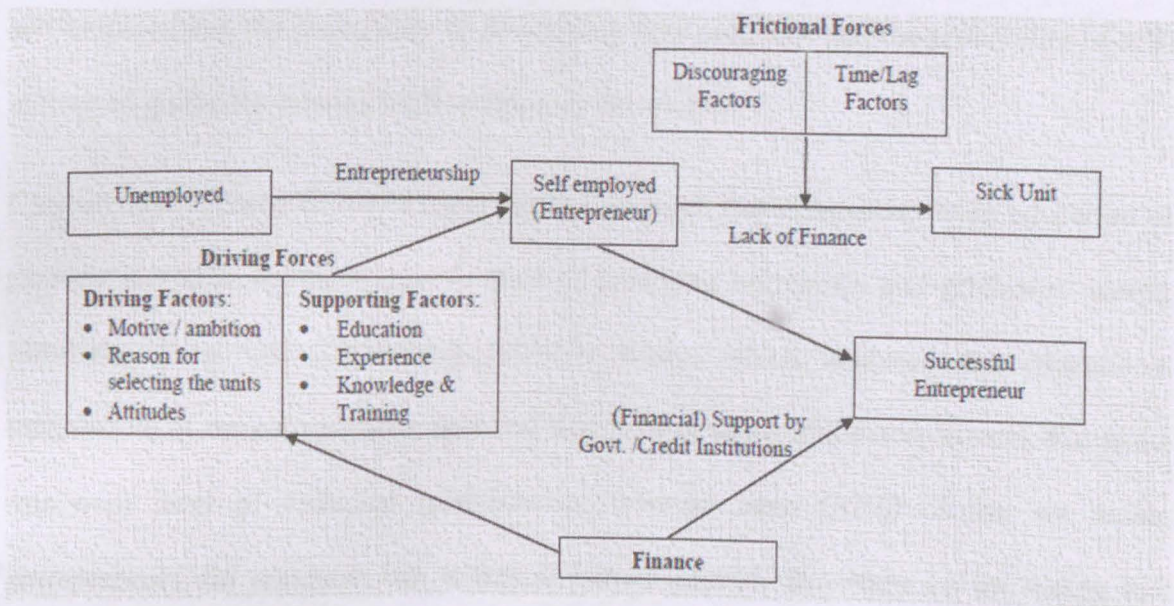 Frictional Forces
Discouraging
Factors
Time/Lag
Factors
Unemployed
Entrepreneurship
Self employed
(Entrepreneur)
Sick Unit
Lack of Finance
Driving Forces
Driving Factors:
• Motive / ambition
• Reason for
selecting the units
• Attitudes
Supporting Factors:
• Education
• Experience
• Knowledge &
• Training
Successful
Entrepreneur
(Financial) Support by
Govt. /Credit Institutions
Finance